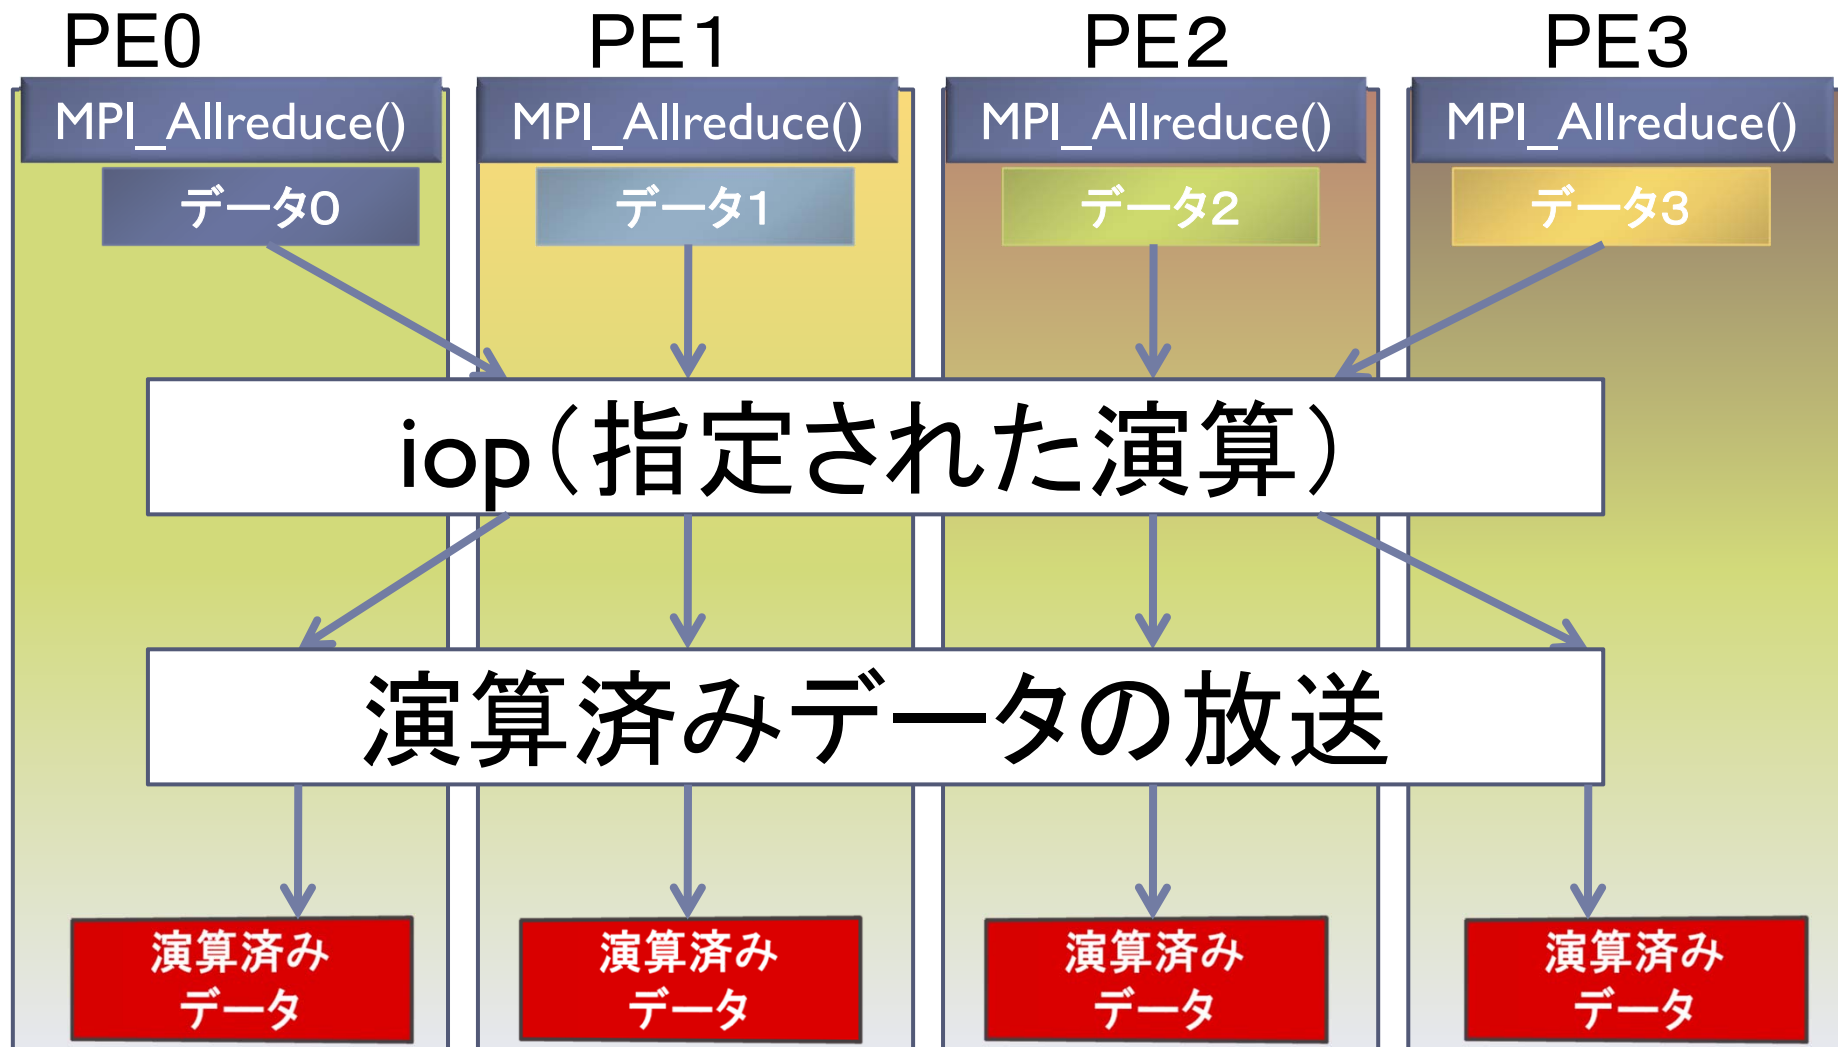 PE0 PE1 PE2 PE3
MPI_Allreduce() MPI_Allreduce() MPI_Allreduce() MPI_Allreduce()
データ0 データ1 データ2 データ3
iop(指定された演算)
演算済みデータの放送
演算済み 演算済み 演算済み 演算済み
データ データ データ データ